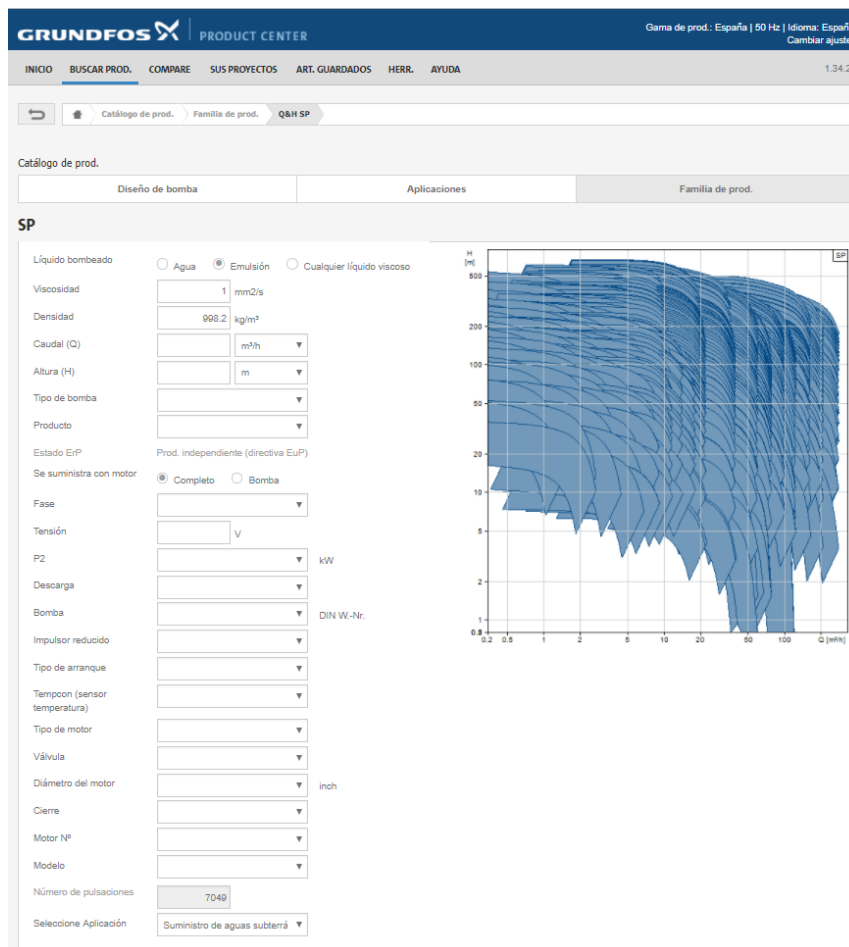 GRUNDFOS PRODUCT CENTER
Gama de prod.: España | 50 Hz | Idioma: Españ
Cambiar ajuste
INICIO BUSCAR PROD. COMPARE SUS PROYECTOS ART. GUARDADOS HERR. AYUDA 1.34.2
Catálogo de prod. Familia de prod. Q&H SP
Catálogo de prod.
Diseño de bomba Aplicaciones Familia de prod.
SP
Líquido bombeado Agua Emulsión Cualquier líquido viscoso
Viscosidad 1 mm2/s
Densidad 998.2 kg/m³
Caudal (Q) m³/h
Altura (H) m
Tipo de bomba
Producto
Estado ErP Prod. independiente (directiva EuP)
Se suministra con motor Completo Bomba
Fase
Tensión V
P2 kW
Descarga
Bomba DIN W.-Nr.
Impulsor reducido
Tipo de arranque
Tempcon (sensor
temperatura)
Tipo de motor
Válvula
Diámetro del motor inch
Cierre
Motor Nº
Modelo
Número de pulsaciones 7049
Seleccione Aplicación Suministro de aguas subterrá
H
[m]
SP
500
200
100
50
20
10
5
2
1
0.8
0.2 0.5 1 2 5 10 20 50 100 Q [m³/h]